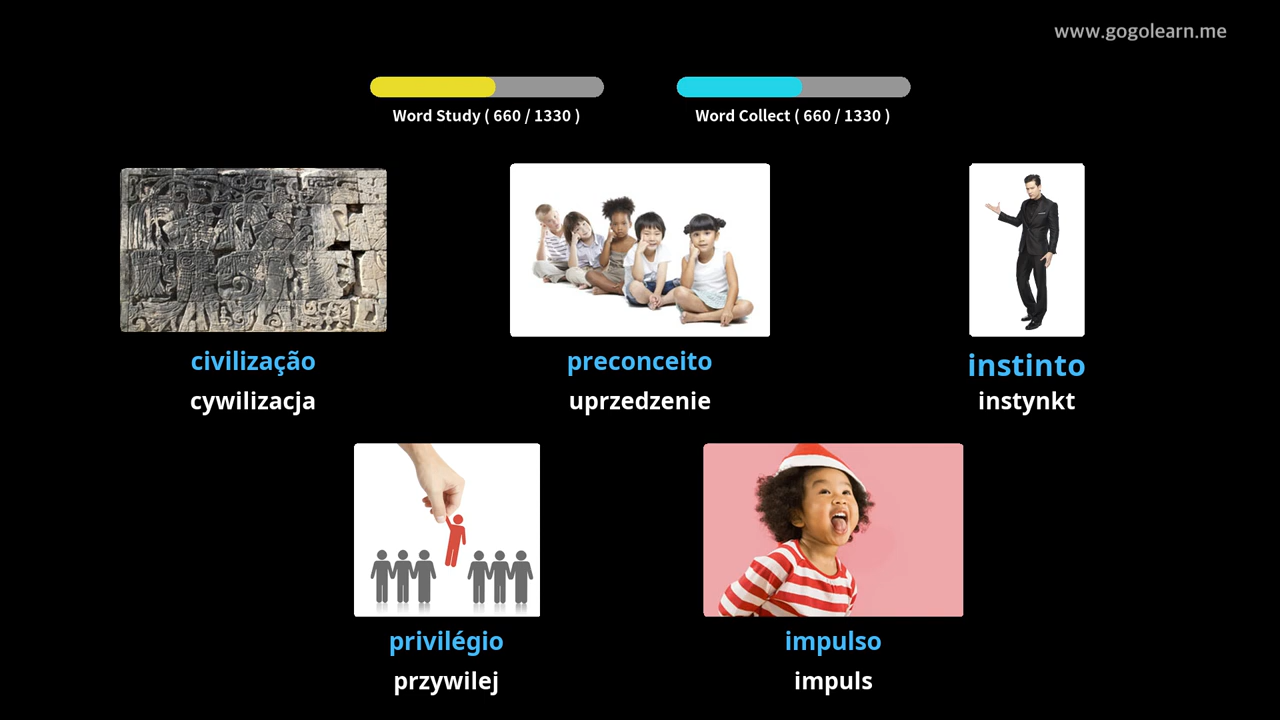 www.gogolearn.me
Word Study ( 660 / 1330 )
Word Collect ( 660 / 1330 )
civilização
cywilizacja
preconceito
uprzedzenie
instinto
instynkt
privilégio
przywilej
impulso
impuls